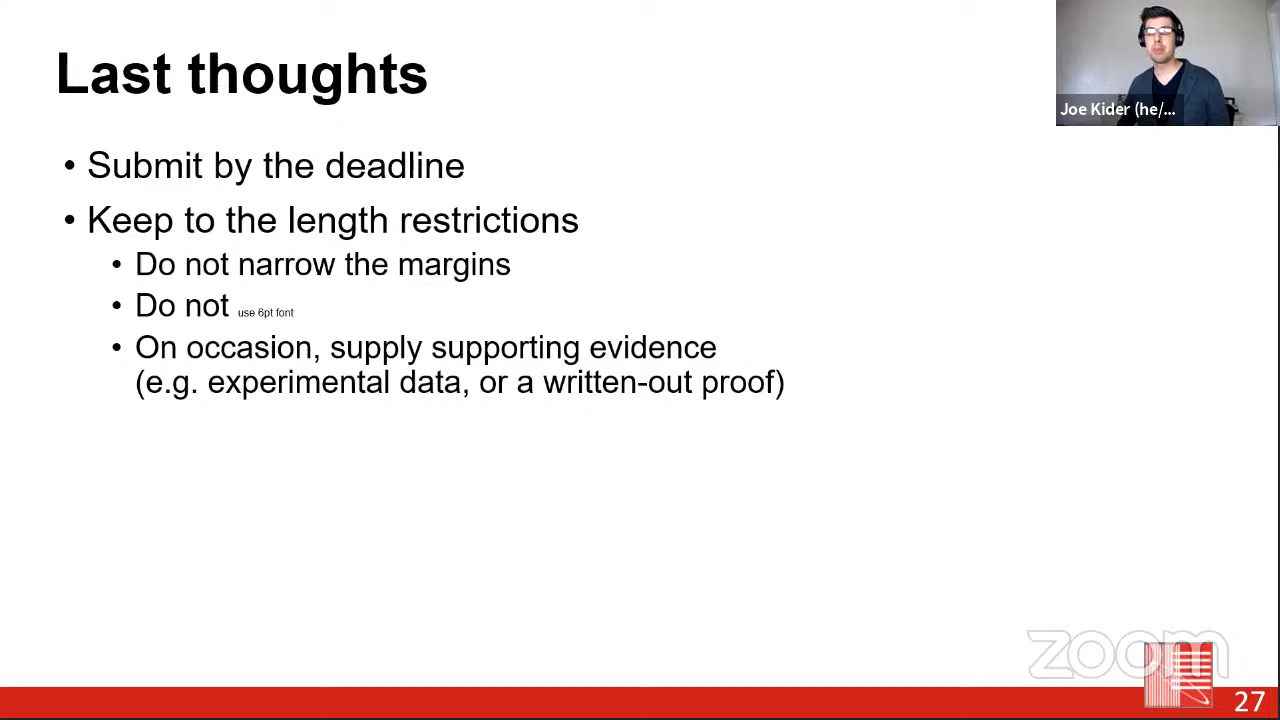 Last thoughts
Joe Kider (he/...
• Submit by the deadline
• Keep to the length restrictions
• Do not narrow the margins
• Do not use 6pt font
• On occasion, supply supporting evidence
(e.g. experimental data, or a written-out proof)
zoom
27